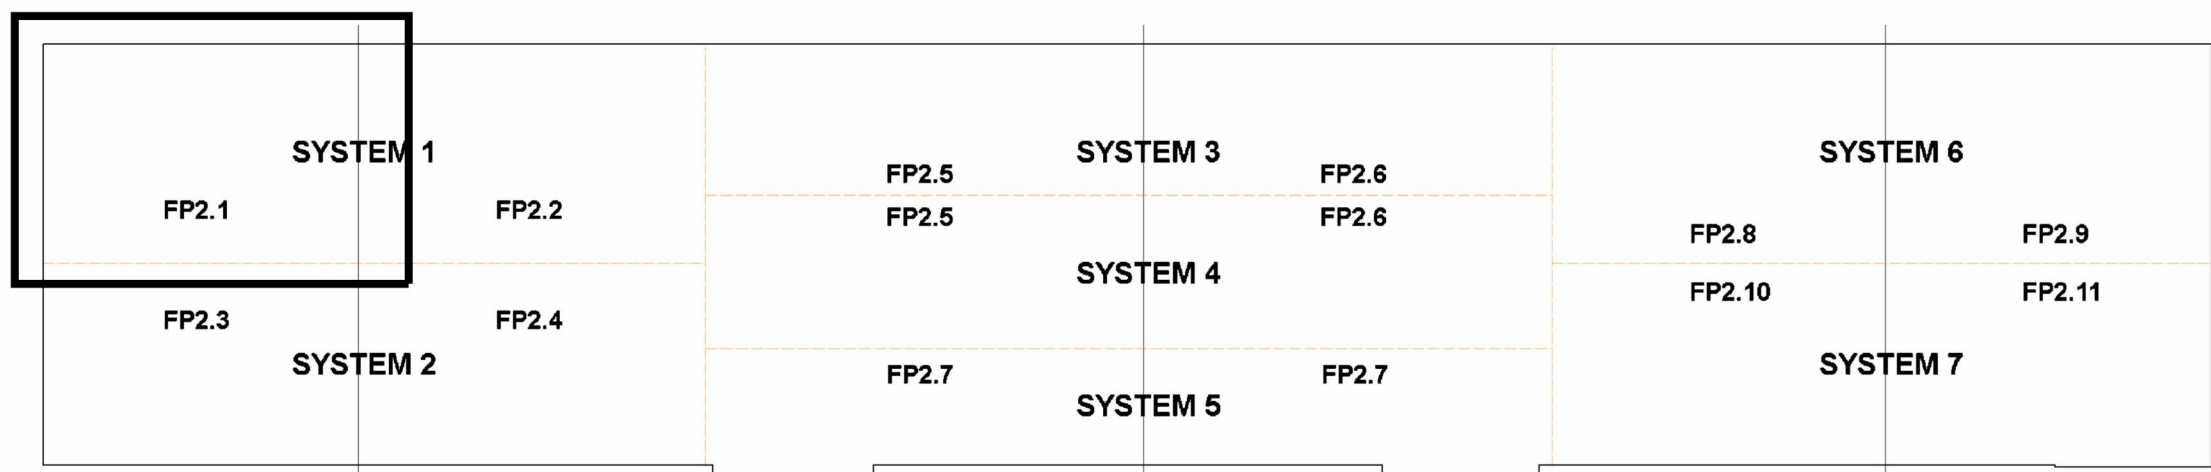 SYSTEM 1
SYSTEM 3
SYSTEM 6
FP2.5
FP2.6
FP2.1
FP2.2
FP2.5
FP2.6
FP2.8
FP2.9
SYSTEM 4
FP2.10
FP2.11
FP2.3
FP2.4
SYSTEM 2
SYSTEM 7
FP2.7
FP2.7
SYSTEM 5